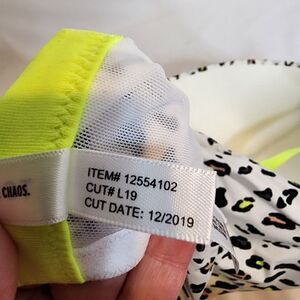 CHAOS.
ITEM# 12554102
CUT# L19
CUT DATE: 12/2019